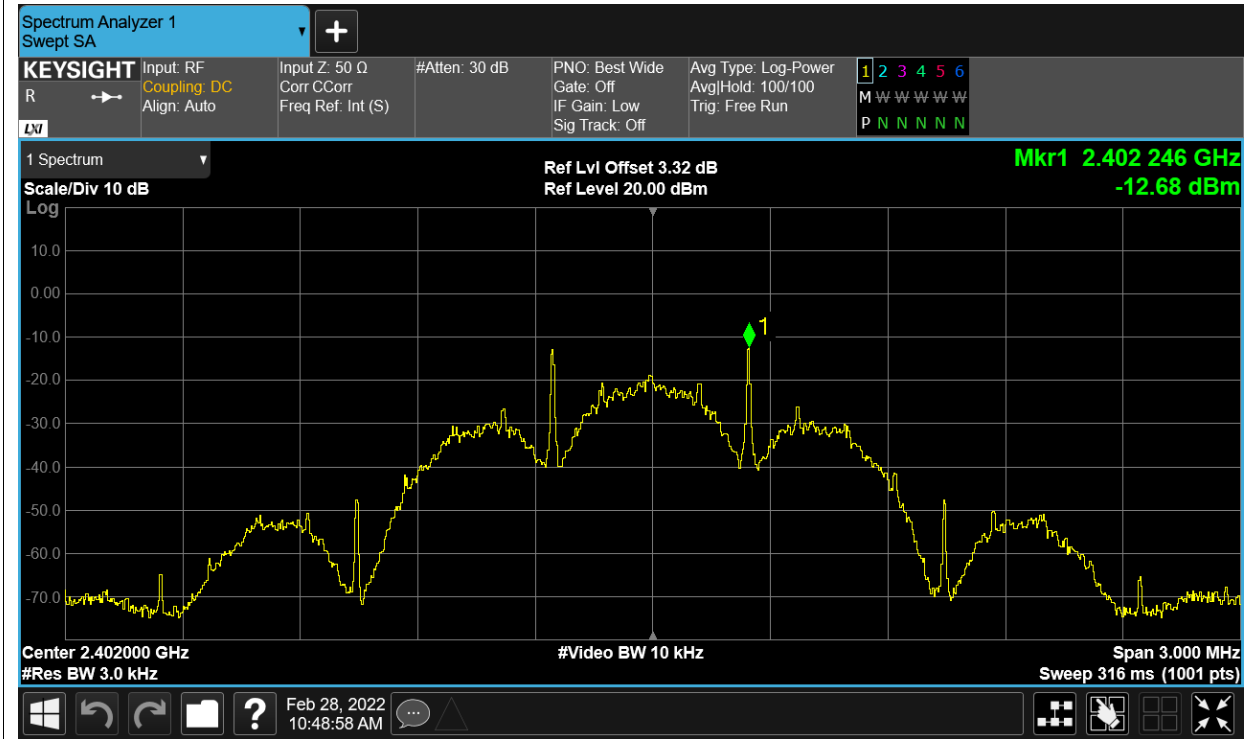 Spectrum Analyzer 1
Swept SA
+
KEYSIGHT
R
LXI
Input: RF
Coupling: DC
Align: Auto
Input Z: 50 Ω
Corr CCorr
Freq Ref: Int (S)
#Atten: 30 dB
PNO: Best Wide
Gate: Off
IF Gain: Low
Sig Track: Off
Avg Type: Log-Power
Avg|Hold: 100/100
Trig: Free Run
1 2 3 4 5 6
M W W W W W
P N N N N N
1 Spectrum
Scale/Div 10 dB
Log
Ref Lvl Offset 3.32 dB
Ref Level 20.00 dBm
Mkr1 2.402 246 GHz
-12.68 dBm
10.0
0.00
-10.0
-20.0
-30.0
-40.0
-50.0
-60.0
-70.0
1
Center 2.402000 GHz
#Res BW 3.0 kHz
#Video BW 10 kHz
Span 3.000 MHz
Sweep 316 ms (1001 pts)
?
Feb 28, 2022
10:48:58 AM